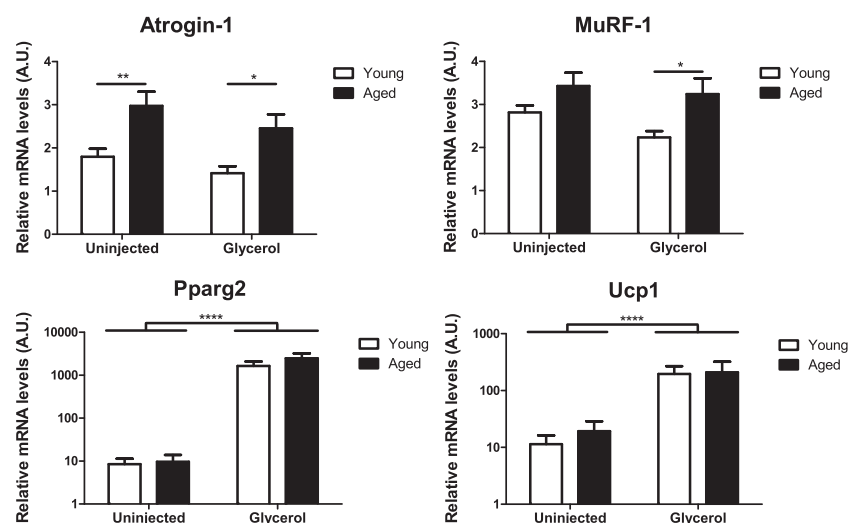 Atrogin-1
Relative mRNA levels (A.U.)
4
3
2
1
0
**
*
Uninjected
Glycerol
Young
Aged
MuRF-1
Relative mRNA levels (A.U.)
4
3
2
1
0
*
Uninjected
Glycerol
Young
Aged
Pparg2
Relative mRNA levels (A.U.)
10000
1000
100
10
1
****
Uninjected
Glycerol
Young
Aged
Ucp1
Relative mRNA levels (A.U.)
1000
100
10
1
****
Uninjected
Glycerol
Young
Aged